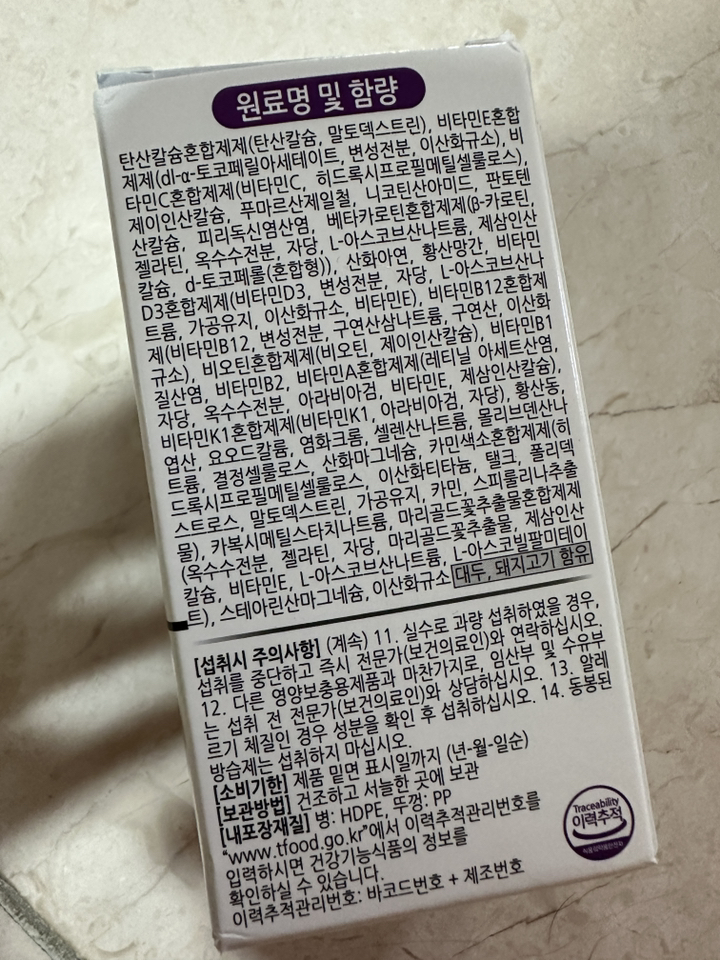 원료명 및 함량
탄산칼슘혼합제제(탄산칼슘, 말토덱스트린), 비타민E혼합
제제(dl-α-토코페릴아세테이트, 변성전분, 이산화규소), 비
타민C혼합제제(비타민C, 히드록시프로필메틸셀룰로스),
제이인산칼슘, 푸마르산제일철, 니코틴산아미드, 판토텐
산칼슘, 피리독신염산염, 베타카로틴혼합제제(β-카로틴,
젤라틴, 옥수수전분, 자당, L-아스코브산나트륨, 제삼인산
칼슘, d-토코페롤(혼합형)), 산화아연, 황산망간, 비타민
D3혼합제제(비타민D3, 변성전분, 자당, L-아스코브산나
트륨, 가공유지, 이산화규소, 비타민E), 비타민B12혼합제
제(비타민B12, 변성전분, 구연산삼나트륨, 구연산, 이산화
규소), 비오틴혼합제제(비오틴, 제이인산칼슘), 비타민B1
질산염, 비타민B2, 비타민A혼합제제(레티닐 아세트산염,
자당, 옥수수전분, 아라비아검, 비타민E, 제삼인산칼슘),
비타민K1혼합제제(비타민K1, 아라비아검, 자당), 황산동,
엽산, 요오드칼륨, 염화크롬, 셀렌산나트륨, 몰리브덴산나
트륨, 결정셀룰로스, 산화마그네슘, 카민색소혼합제제(히
드록시프로필메틸셀룰로스, 이산화티타늄, 탤크, 폴리덱
스트로스, 말토덱스트린, 가공유지, 카민, 스피룰리나추출
물), 카복시메틸스타치나트륨, 마리골드꽃추출물혼합제제
(옥수수전분, 젤라틴, 자당, 마리골드꽃추출물, 제삼인산
칼슘, 비타민E, L-아스코브산나트륨, L-아스코빌팔미테이
트), 스테아린산마그네슘, 이산화규소 대두, 돼지고기 함유
[섭취시 주의사항] (계속) 11. 실수로 과량 섭취하였을 경우,
섭취를 중단하고 즉시 전문가(보건의료인)와 연락하십시오.
12. 다른 영양보충용제품과 마찬가지로, 임산부 및 수유부
는 섭취 전 전문가(보건의료인)와 상담하십시오. 13. 알레
르기 체질인 경우 성분을 확인 후 섭취하십시오. 14. 동봉된
방습제는 섭취하지 마십시오.
[소비기한] 제품 밑면 표시일까지 (년-월-일순)
[보관방법] 건조하고 서늘한 곳에 보관
[내포장재질] 병: HDPE, 뚜껑: PP
"www.tfood.go.kr"에서 이력추적관리번호를
입력하시면 건강기능식품의 정보를
확인하실 수 있습니다.
이력추적관리번호: 바코드번호 + 제조번호
Traceability
이력추적
식품의약품안전처